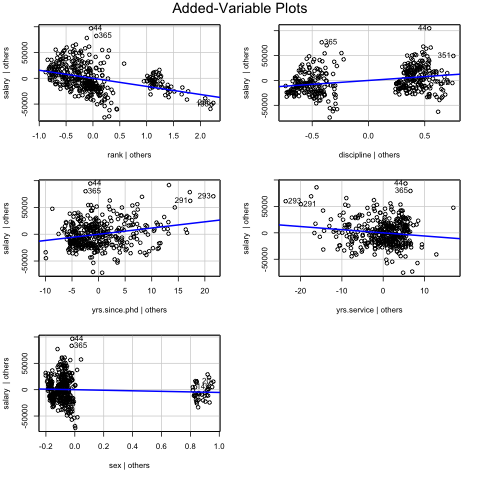 Added-Variable Plots
salary | others
-50000 0 50000
44
365
-1.0 -0.5 0.0 0.5 1.0 1.5 2.0
rank | others
salary | others
-50000 0 50000
365
44
351
-0.5 0.0 0.5
discipline | others
salary | others
-50000 0 50000
44
365
291
293
-10 -5 0 5 10 15 20
yrs.since.phd | others
salary | others
-50000 0 50000
293
291
44
365
-20 -10 0 10
yrs.service | others
salary | others
-50000 0 50000
44
365
-0.2 0.0 0.2 0.4 0.6 0.8 1.0
sex | others